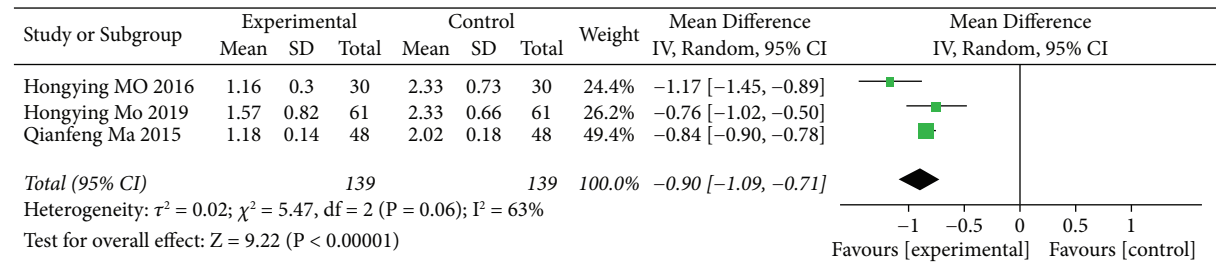 Study or Subgroup Experimental Control Weight Mean Difference Mean Difference
Mean SD Total Mean SD Total IV, Random, 95% CI IV, Random, 95% CI
Hongying MO 2016 1.16 0.3 30 2.33 0.73 30 24.4% −1.17 [−1.45, −0.89]
Hongying Mo 2019 1.57 0.82 61 2.33 0.66 61 26.2% −0.76 [−1.02, −0.50]
Qianfeng Ma 2015 1.18 0.14 48 2.02 0.18 48 49.4% −0.84 [−0.90, −0.78]
Total (95% CI) 139 139 100.0% −0.90 [−1.09, −0.71]
Heterogeneity: τ² = 0.02; χ² = 5.47, df = 2 (P = 0.06); I² = 63%
Test for overall effect: Z = 9.22 (P < 0.00001)
−1 −0.5 0 0.5 1
Favours [experimental] Favours [control]